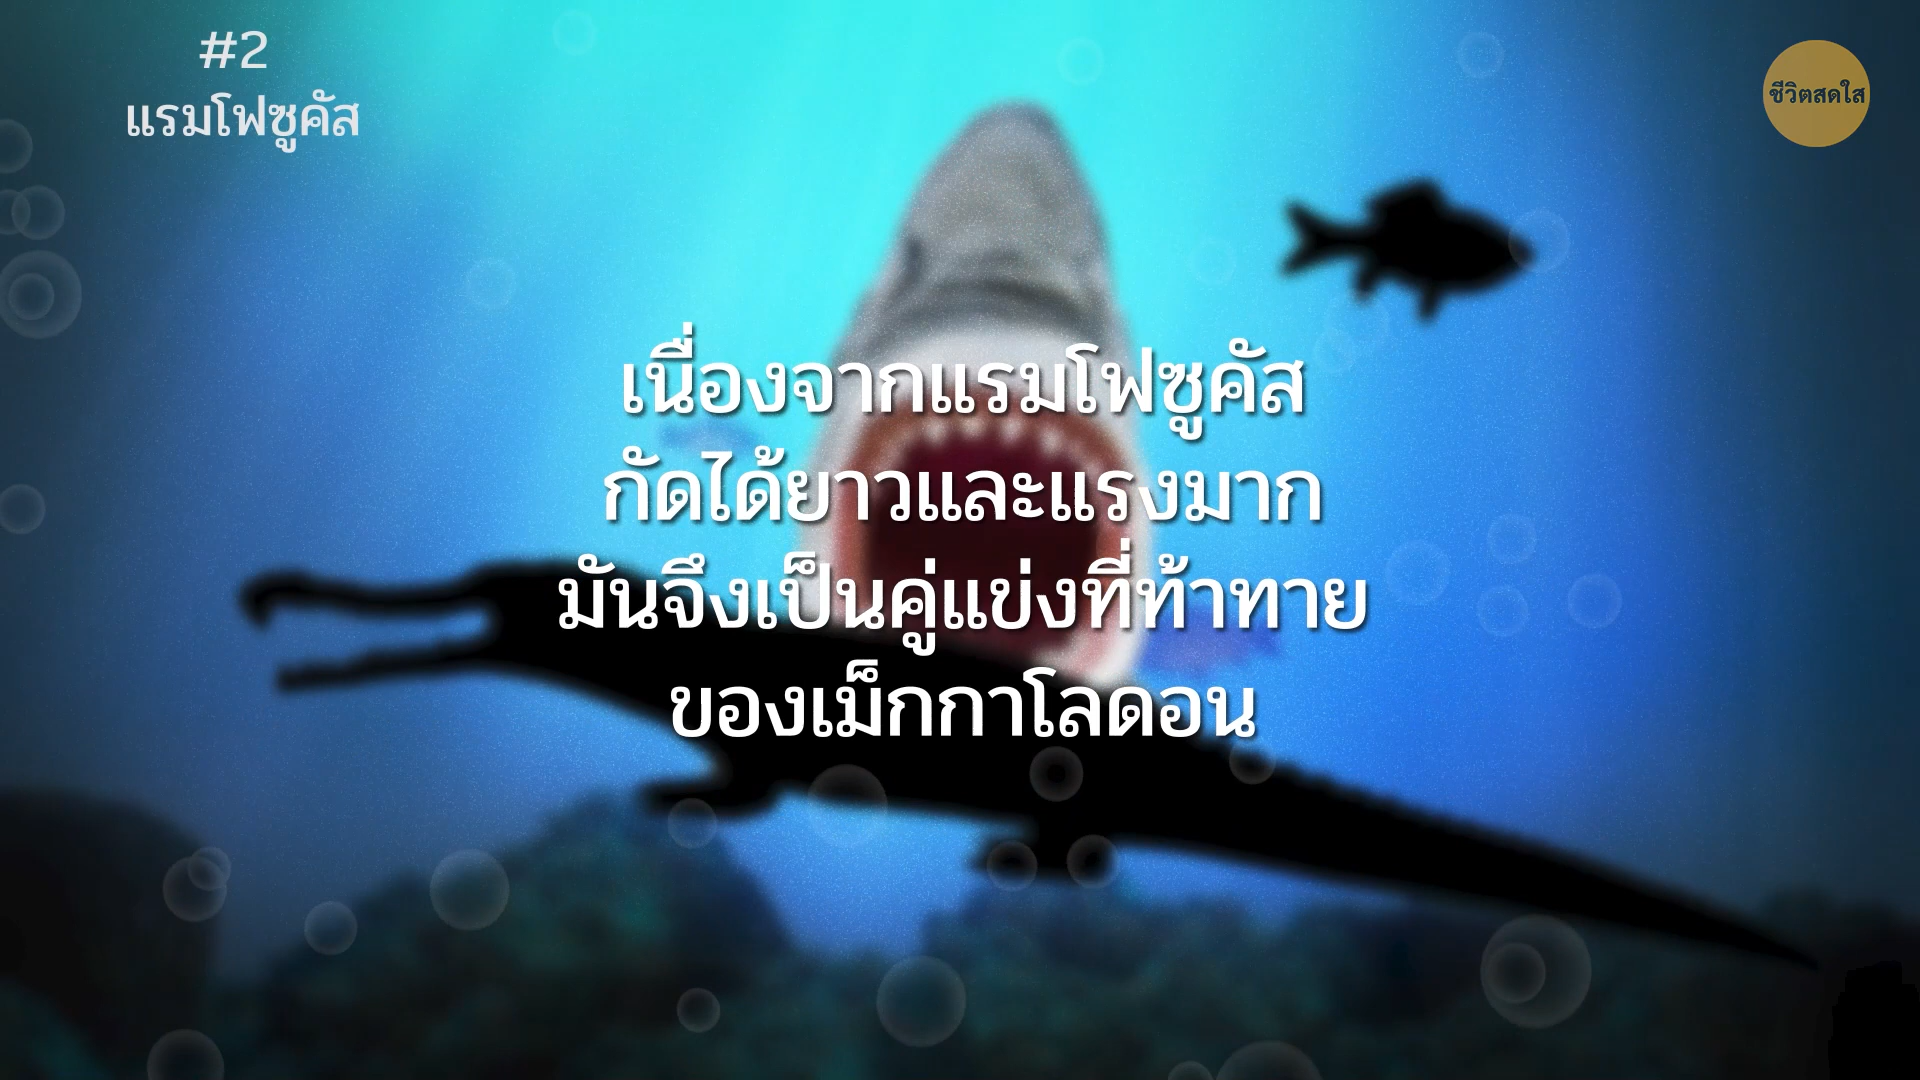 #2
แรมโฟซูคัส
ชีวิตสดใส
เนื่องจากแรมโฟซูคัส
กัดได้ยาวและแรงมาก
มันจึงเป็นคู่แข่งที่ท้าทาย
ของเม็กกาโลดอน